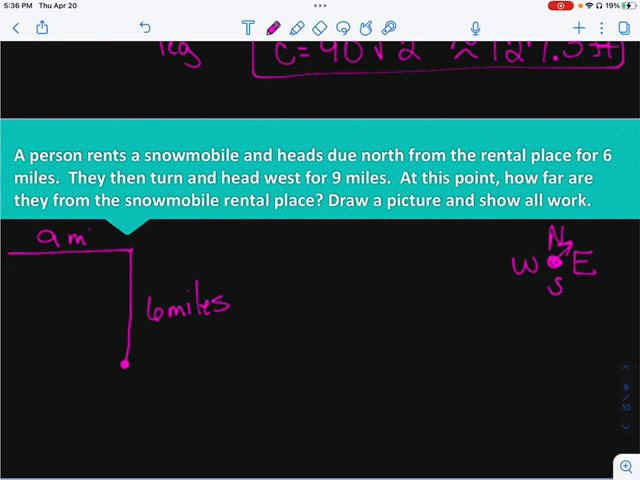 5:36 PM Thu Apr 20
19%
leg
c = 90√2 ≈ 127.3 ft
A person rents a snowmobile and heads due north from the rental place for 6
miles. They then turn and head west for 9 miles. At this point, how far are
they from the snowmobile rental place? Draw a picture and show all work.
9 mi
6 miles
N
W E
S
9
/
10